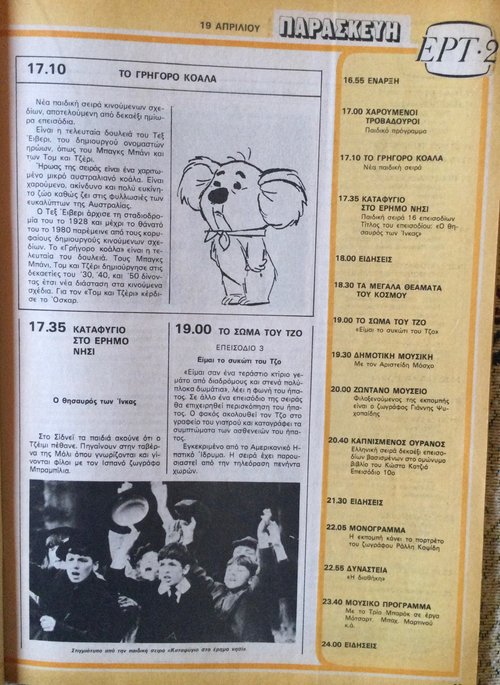 19 ΑΠΡΙΛΙΟΥ
ΠΑΡΑΣΚΕΥΗ
ΕΡΤ·2
17.10 ΤΟ ΓΡΗΓΟΡΟ ΚΟΑΛΑ
Νέα παιδική σειρά κινούμενων σχε-
δίων, αποτελούμενη από δεκαέξι ημίω-
ρα επεισόδια.
Είναι η τελευταία δουλειά του Τεξ
Έιβερι, του δημιουργού ονομαστών
ηρώων, όπως του Μπαγκς Μπάνι και
των Τομ και Τζέρι.
Ήρωας της σειράς είναι ένα χαριτω-
μένο μικρό αυστραλιανό κοάλα. Είναι
χαρούμενο, ακίνδυνο και πολύ ευκίνη-
το ζώο καθώς ζει στις φυλλωσιές των
ευκαλύπτων της Αυστραλίας.
Ο Τεξ Έιβερι άρχισε τη σταδιοδρο-
μία του το 1928 και μέχρι το θάνατό
του το 1980 παρέμεινε από τους κορυ-
φαίους δημιουργούς κινούμενων σχε-
δίων. Το «Γρήγορο κοάλα» είναι η τε-
λευταία του δουλειά. Τους Μπαγκς
Μπάνι, Τομ και Τζέρι δημιούργησε στις
δεκαετίες του '30, '40, και '50 δίνον-
τας έτσι νέα διάσταση στα κινούμενα
σχέδια. Για τον «Τομ και Τζέρι» κέρδι-
σε το Όσκαρ.
17.35 ΚΑΤΑΦΥΓΙΟ
ΣΤΟ ΕΡΗΜΟ
ΝΗΣΙ
Ο θησαυρός των Ίνκας
Στο Σίδνεϊ τα παιδιά ακούνε ότι ο
Τζέιμι πέθανε. Πηγαίνουν στην ταβέρ-
να της Μόλι όπου γνωρίζονται και γί-
νονται φίλοι με τον Ισπανό ζωγράφο
Μπραμπίλια.
19.00 ΤΟ ΣΩΜΑ ΤΟΥ ΤΖΟ
ΕΠΕΙΣΟΔΙΟ 3
Είμαι το συκώτι του Τζο
«Είμαι σαν ένα τεράστιο κτίριο γε-
μάτο από διαδρόμους και στενά πολύ-
πλοκα δωμάτια», λέει η φωνή του ήπα-
τος. Σε άλλο ένα επεισόδιο της σειράς
θα επιχειρηθεί περισκόπηση του ήπα-
τος. Ο φακός ακολουθεί τον Τζο στο
γραφείο του γιατρού και καταγράφει τα
συμπτώματα των ασθενειών του ήπα-
τος.
Εγκεκριμένο από το Αμερικανικό Η-
πατικό Ίδρυμα. Η σειρά έχει παρου-
σιαστεί από την τηλεόραση πενήντα
χωρών.
Στιγμιότυπο από την παιδική σειρά «Καταφύγιο στο έρημο νησί»
16.55 ΕΝΑΡΞΗ
17.00 ΧΑΡΟΥΜΕΝΟΙ
ΤΡΟΒΑΔΟΥΡΟΙ
Παιδικό πρόγραμμα
17.10 ΤΟ ΓΡΗΓΟΡΟ ΚΟΑΛΑ
Νέα παιδική σειρά
17.35 ΚΑΤΑΦΥΓΙΟ
ΣΤΟ ΕΡΗΜΟ ΝΗΣΙ
Παιδική σειρά 16 επεισοδίων
Τίτλος του επεισοδίου: «Ο θη-
σαυρός των Ίνκας»
18.00 ΕΙΔΗΣΕΙΣ
18.30 ΤΑ ΜΕΓΑΛΑ ΘΕΑΜΑΤΑ
ΤΟΥ ΚΟΣΜΟΥ
19.00 ΤΟ ΣΩΜΑ ΤΟΥ ΤΖΟ
«Είμαι το συκώτι του Τζο»
19.30 ΔΗΜΟΤΙΚΗ ΜΟΥΣΙΚΗ
Με τον Αριστείδη Μόσχο
20.00 ΖΩΝΤΑΝΟ ΜΟΥΣΕΙΟ
Φιλοξενούμενος της εκπομπής
είναι ο ζωγράφος Γιάννης Ψυ-
χοπαίδης
20.40 ΚΑΠΝΙΣΜΕΝΟΣ ΟΥΡΑΝΟΣ
Ελληνική σειρά δεκαέξι επεισο-
δίων βασισμένων στο ομώνυμο
βιβλίο του Κώστα Κοτζιά
Επεισόδιο 10ο
21.30 ΕΙΔΗΣΕΙΣ
22.05 ΜΟΝΟΓΡΑΜΜΑ
Η εκπομπή κάνει το πορτρέτο
του ζωγράφου Ράλλη Κοψίδη
22.55 ΔΥΝΑΣΤΕΙΑ
«Η διαθήκη»
23.40 ΜΟΥΣΙΚΟ ΠΡΟΓΡΑΜΜΑ
Με το Τρίο Μπαρόκ σε έργα
Μότσαρτ, Μπαχ, Μαρτινού
κ.ά.
24.00 ΕΙΔΗΣΕΙΣ